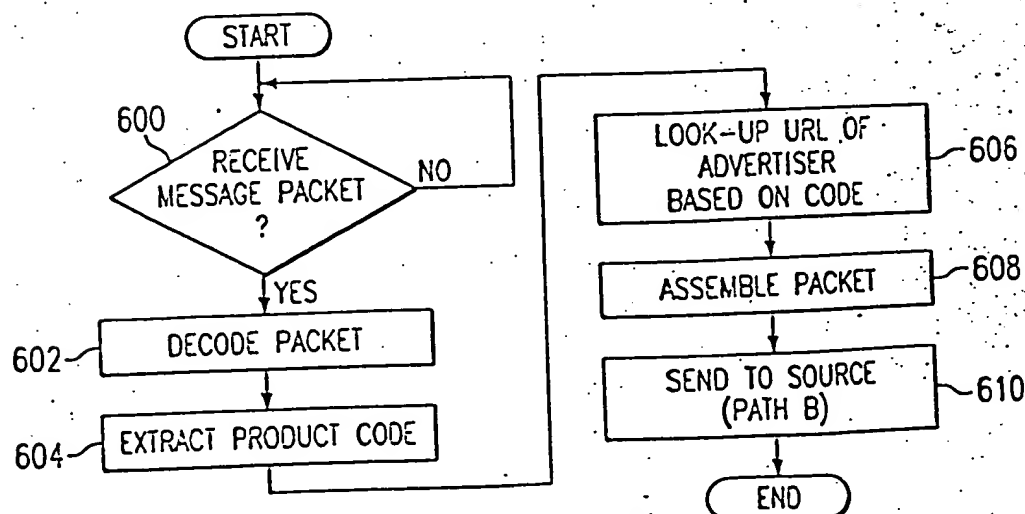 START
600
RECEIVE
MESSAGE PACKET
?
NO
YES
602
DECODE PACKET
604
EXTRACT PRODUCT CODE
LOOK-UP URL OF
ADVERTISER
BASED ON CODE
606
ASSEMBLE PACKET
608
SEND TO SOURCE
(PATH B)
610
END